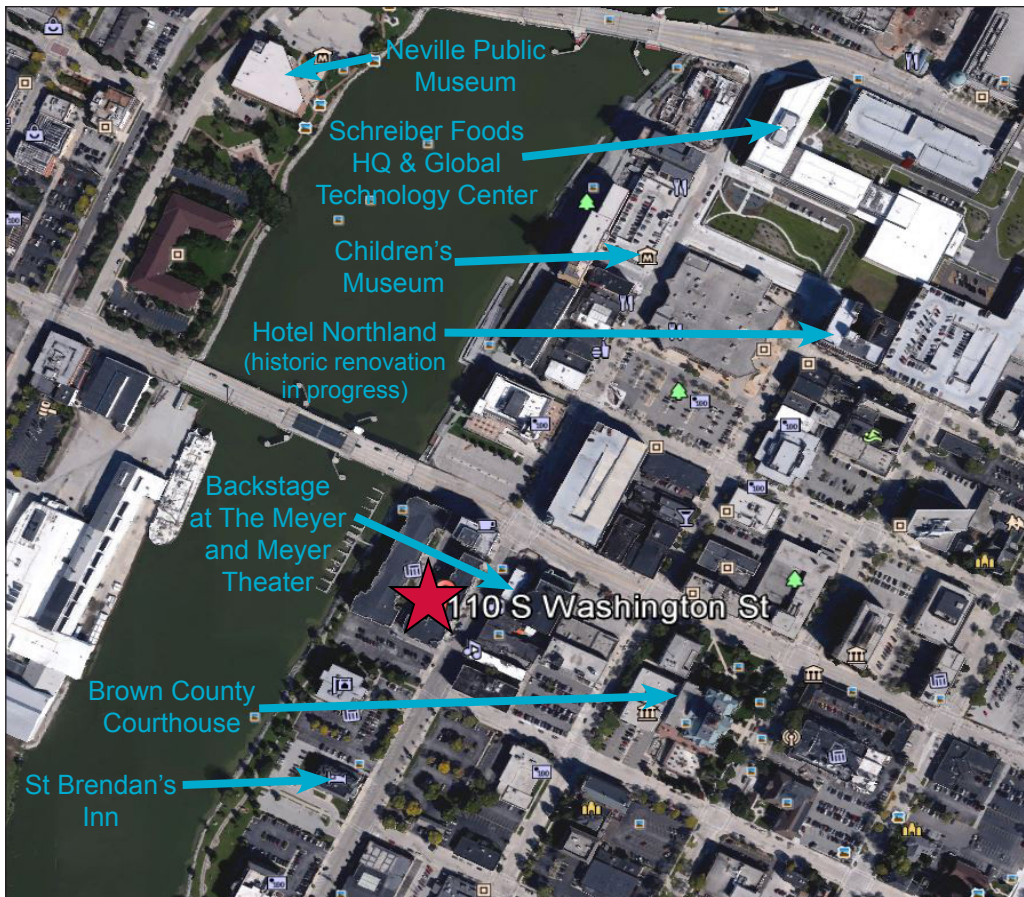 Neville Public
Museum
Schreiber Foods
HQ & Global
Technology Center
Children's
Museum
Hotel Northland
(historic renovation
in progress)
Backstage
at The Meyer
and Meyer
Theater
110 S Washington St
Brown County
Courthouse
St Brendan's
Inn